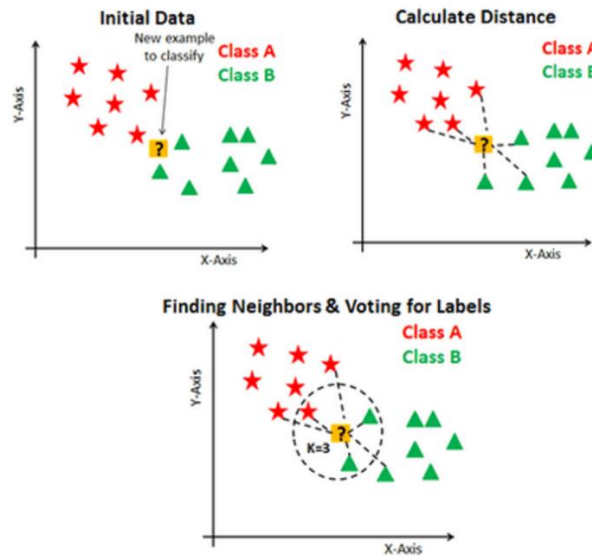 Initial Data
New example
to classify
Class A
Class B
?
Y-Axis
X-Axis
Calculate Distance
Class A
Class B
?
Y-Axis
X-Axis
Finding Neighbors & Voting for Labels
Class A
Class B
?
K=3
Y-Axis
X-Axis